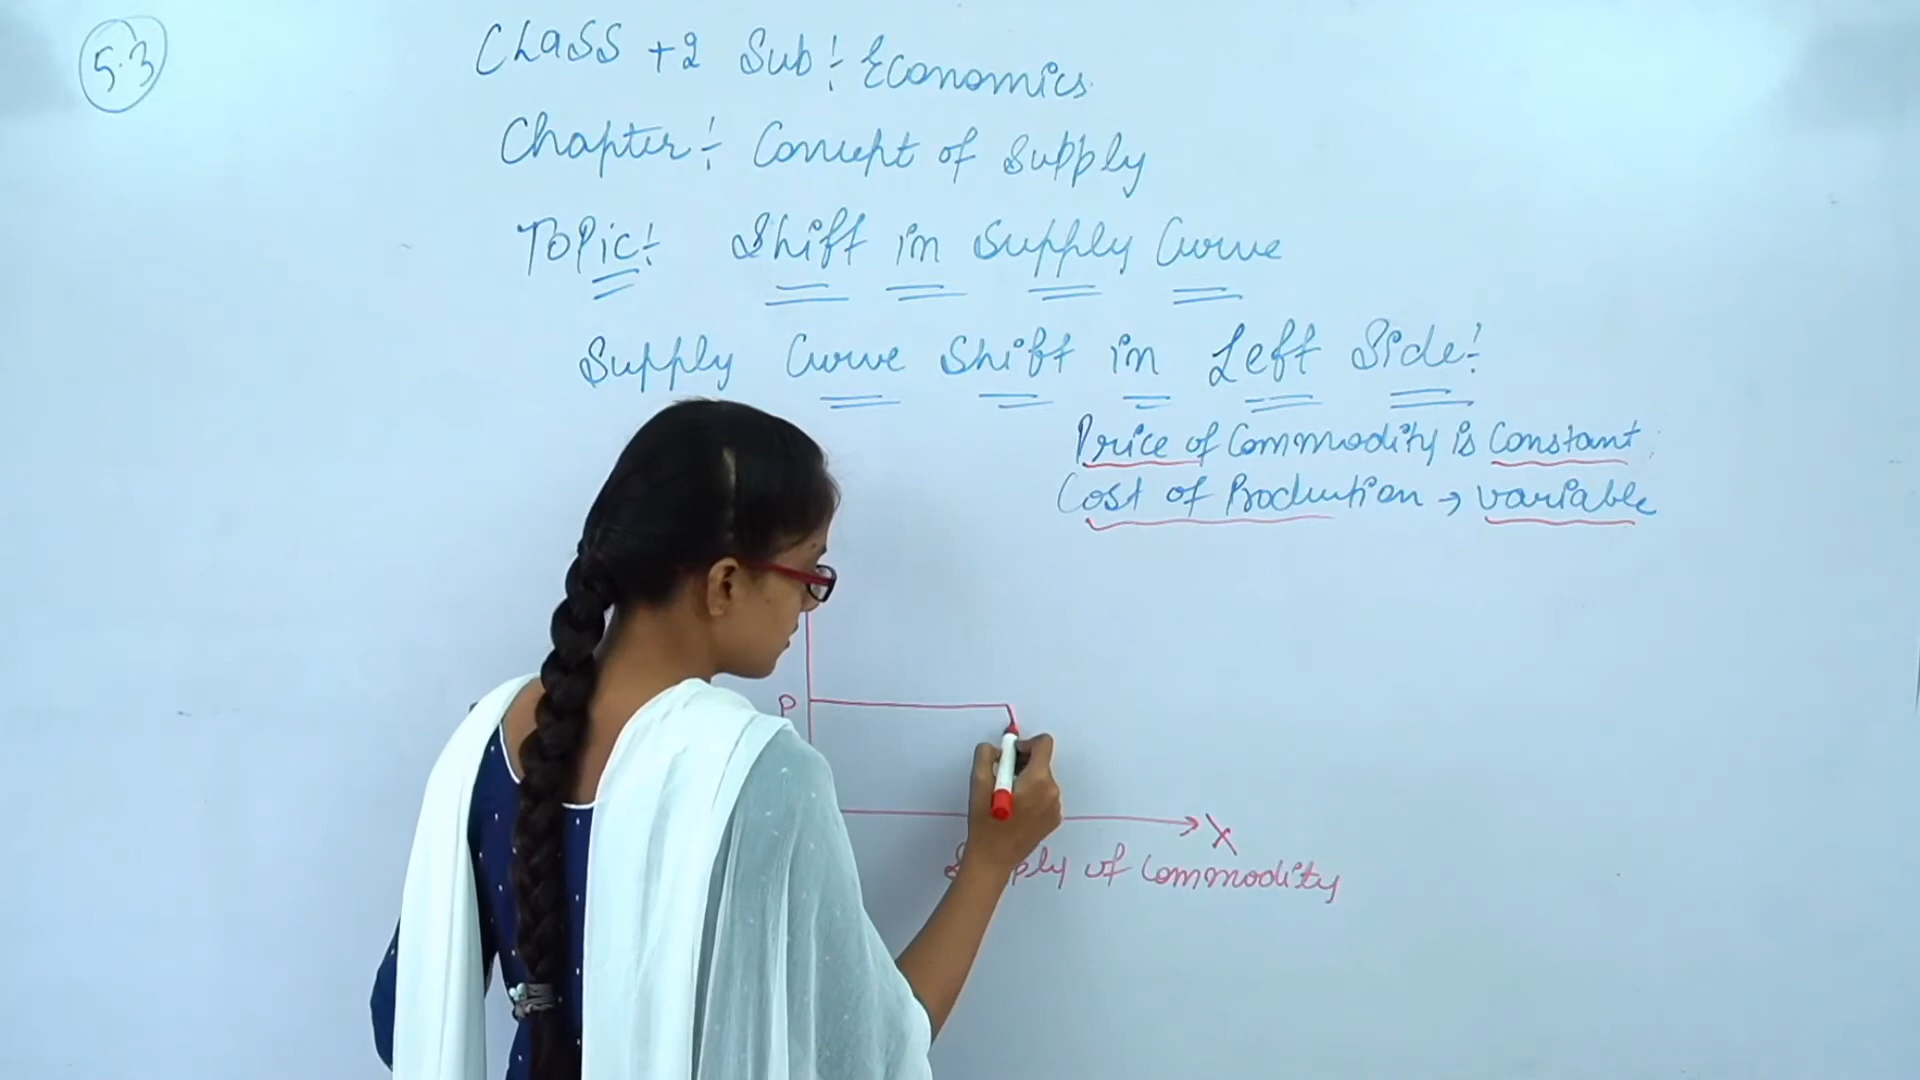 5.3
Class +2 Sub:- Economics
Chapter:- Concept of Supply
Topic:- Shift in Supply Curve
Supply Curve Shift in Left Side:-
Price of Commodity is Constant
Cost of Production → variable
P
X
Supply of Commodity